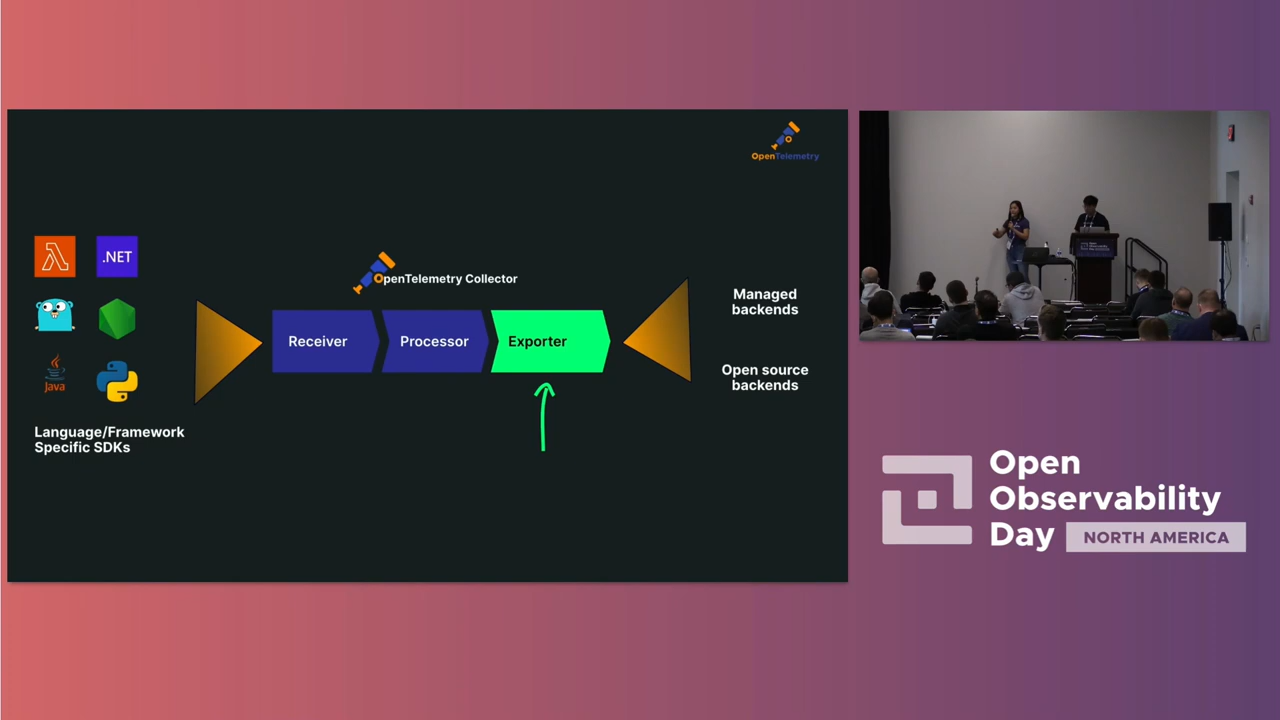 OpenTelemetry
.NET
Java
Language/Framework
Specific SDKs
OpenTelemetry Collector
Receiver
Processor
Exporter
Managed
backends
Open source
backends
Open
Observability
Day
NORTH AMERICA